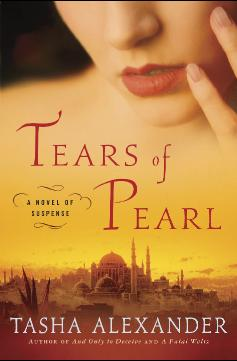 TEARS of
PEARL
A NOVEL OF
SUSPENSE
TASHA ALEXANDER
AUTHOR OF And Only to Deceive AND A Fatal Waltz